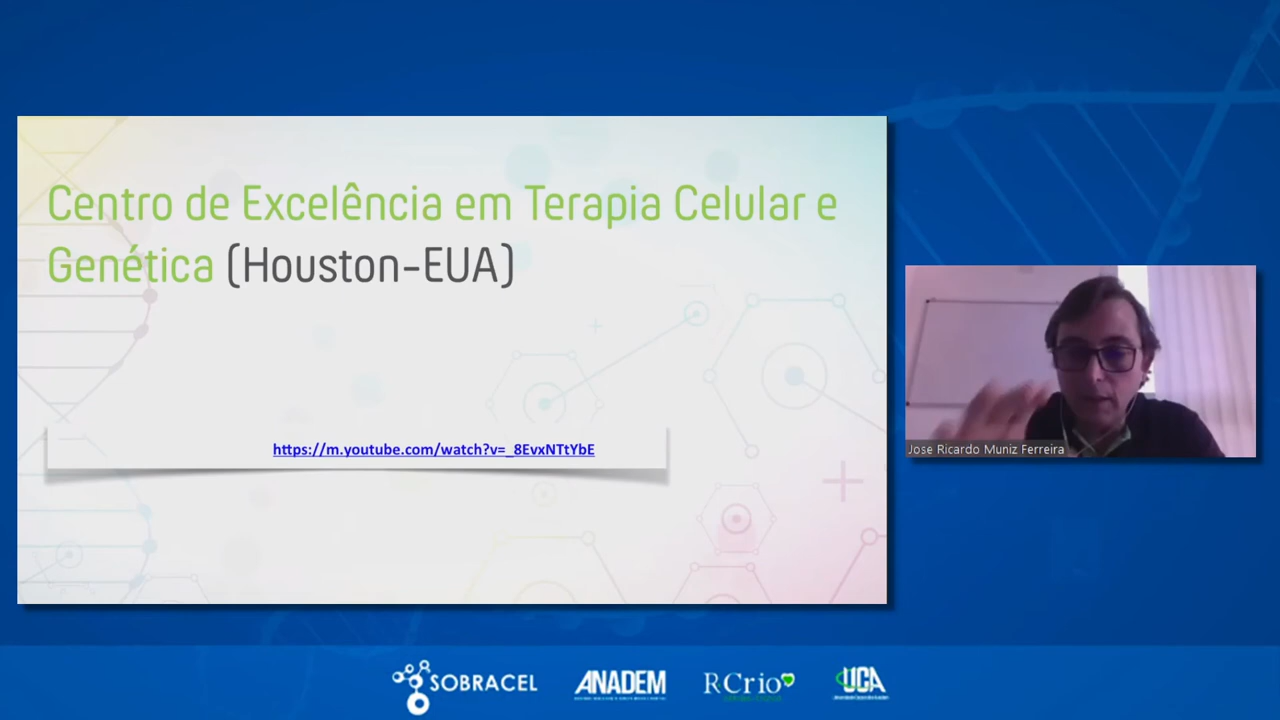 Centro de Excelência em Terapia Celular e
Genética (Houston-EUA)
https://m.youtube.com/watch?v=_8EvxNTtYbE
Jose Ricardo Muniz Ferreira
SOBRACEL
ANADEM
RCrio
UCA